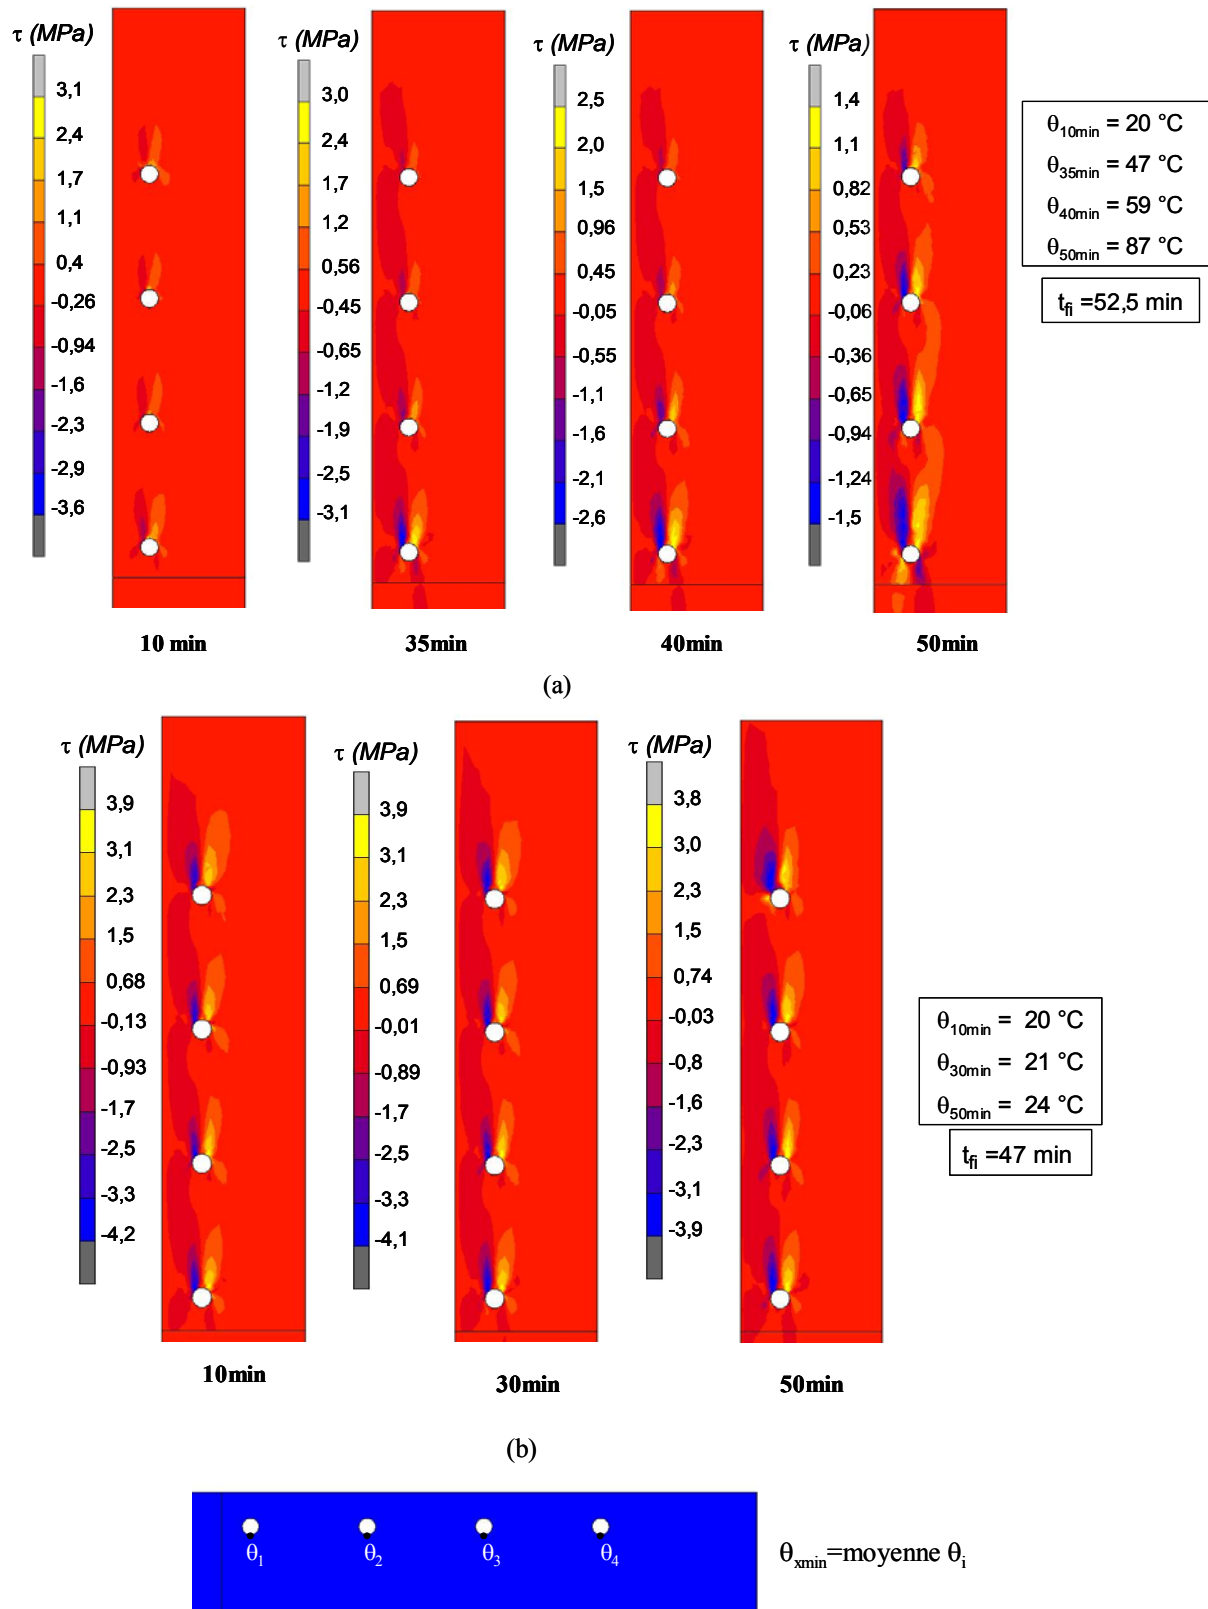 τ (MPa)
3,1
2,4
1,7
1,1
0,4
-0,26
-0,94
-1,6
-2,3
-2,9
-3,6
10 min
τ (MPa)
3,0
2,4
1,7
1,2
0,56
-0,45
-0,65
-1,2
-1,9
-2,5
-3,1
35min
τ (MPa)
2,5
2,0
1,5
0,96
0,45
-0,05
-0,55
-1,1
-1,6
-2,1
-2,6
40min
τ (MPa)
1,4
1,1
0,82
0,53
0,23
-0,06
-0,36
-0,65
-0,94
-1,24
-1,5
50min
θ10min = 20 °C
θ35min = 47 °C
θ40min = 59 °C
θ50min = 87 °C
tfi =52,5 min
(a)
τ (MPa)
3,9
3,1
2,3
1,5
0,68
-0,13
-0,93
-1,7
-2,5
-3,3
-4,2
10min
τ (MPa)
3,9
3,1
2,3
1,5
0,69
-0,01
-0,89
-1,7
-2,5
-3,3
-4,1
30min
τ (MPa)
3,8
3,0
2,3
1,5
0,74
-0,03
-0,8
-1,6
-2,3
-3,1
-3,9
50min
θ10min = 20 °C
θ30min = 21 °C
θ50min = 24 °C
tfi =47 min
(b)
θ1 θ2 θ3 θ4
θxmin=moyenne θi